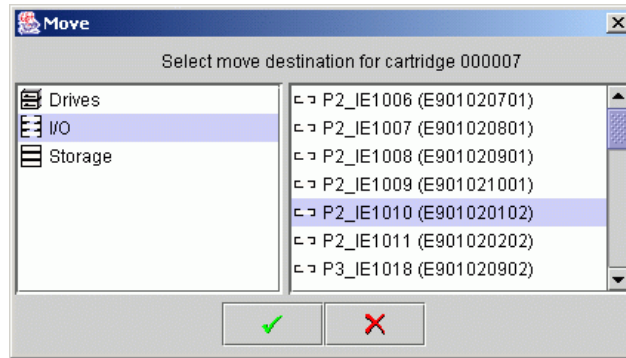 Move
Select move destination for cartridge 000007
Drives
I/O
Storage
P2_IE1006 (E901020701)
P2_IE1007 (E901020801)
P2_IE1008 (E901020901)
P2_IE1009 (E901021001)
P2_IE1010 (E901020102)
P2_IE1011 (E901020202)
P3_IE1018 (E901020902)